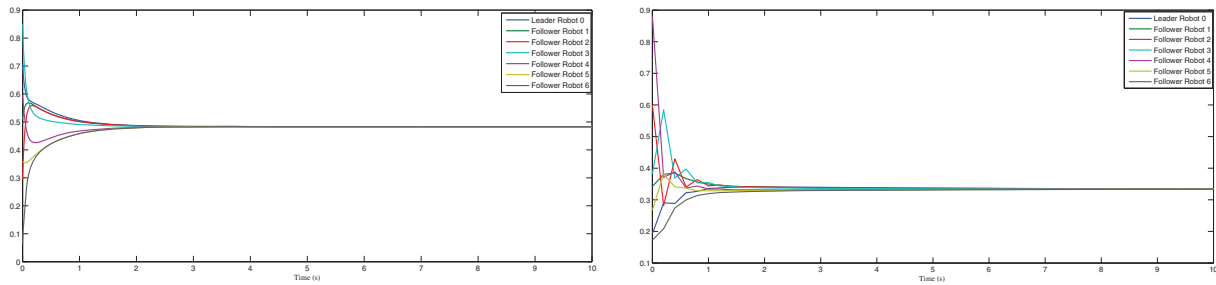 0.9
0.8
0.7
0.6
0.5
0.4
0.3
0.2
0.1
0
0 1 2 3 4 5 6 7 8 9 10
Time (s)
Leader Robot 0
Follower Robot 1
Follower Robot 2
Follower Robot 3
Follower Robot 4
Follower Robot 5
Follower Robot 6
0.9
0.8
0.7
0.6
0.5
0.4
0.3
0.2
0.1
0 1 2 3 4 5 6 7 8 9 10
Time (s)
Leader Robot 0
Follower Robot 1
Follower Robot 2
Follower Robot 3
Follower Robot 4
Follower Robot 5
Follower Robot 6